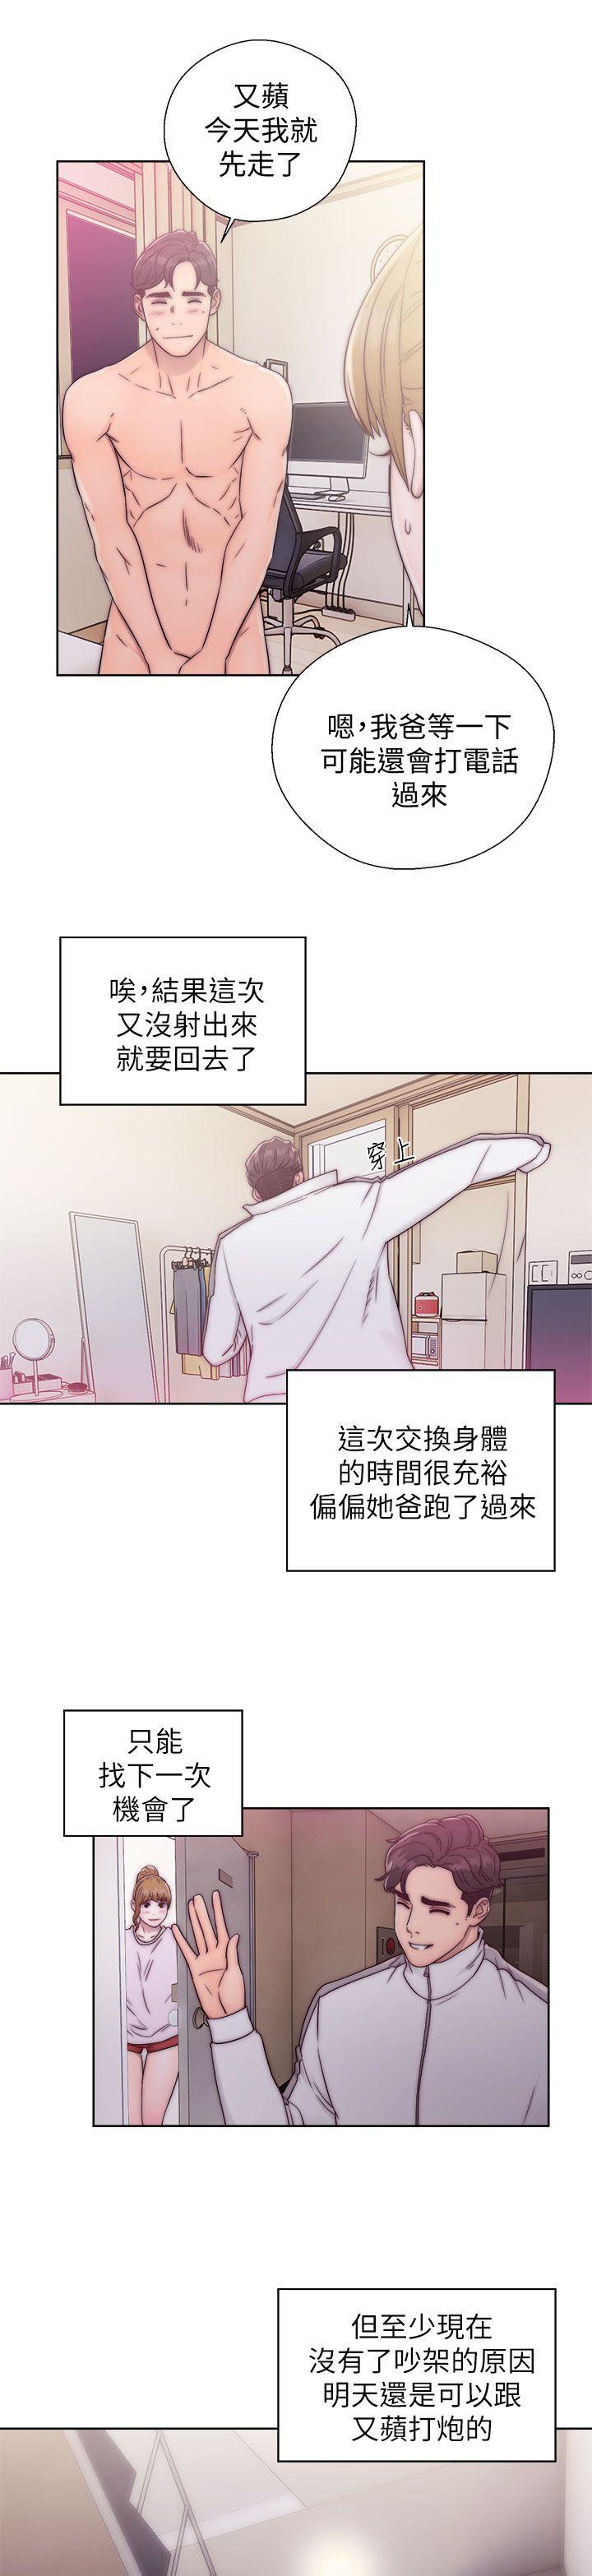 又蘋
今天我就
先走了
嗯，我爸等一下
可能還會打電話
過來
唉，結果這次
又沒射出來
就要回去了
穿上
這次交換身體
的時間很充裕
偏偏她爸跑了過來
只能
找下一次
機會了
但至少現在
沒有了吵架的原因
明天還是可以跟
又蘋打炮的